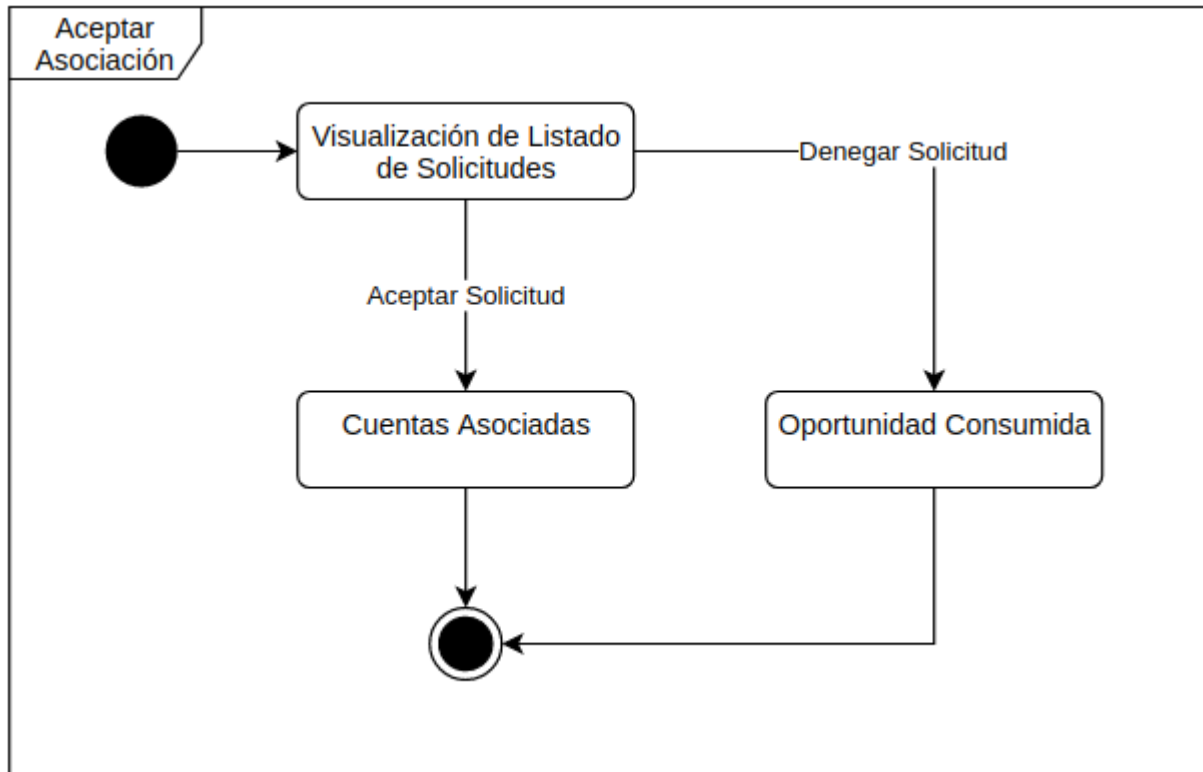 Aceptar
Asociación
Visualización de Listado
de Solicitudes
Denegar Solicitud
Aceptar Solicitud
Cuentas Asociadas
Oportunidad Consumida